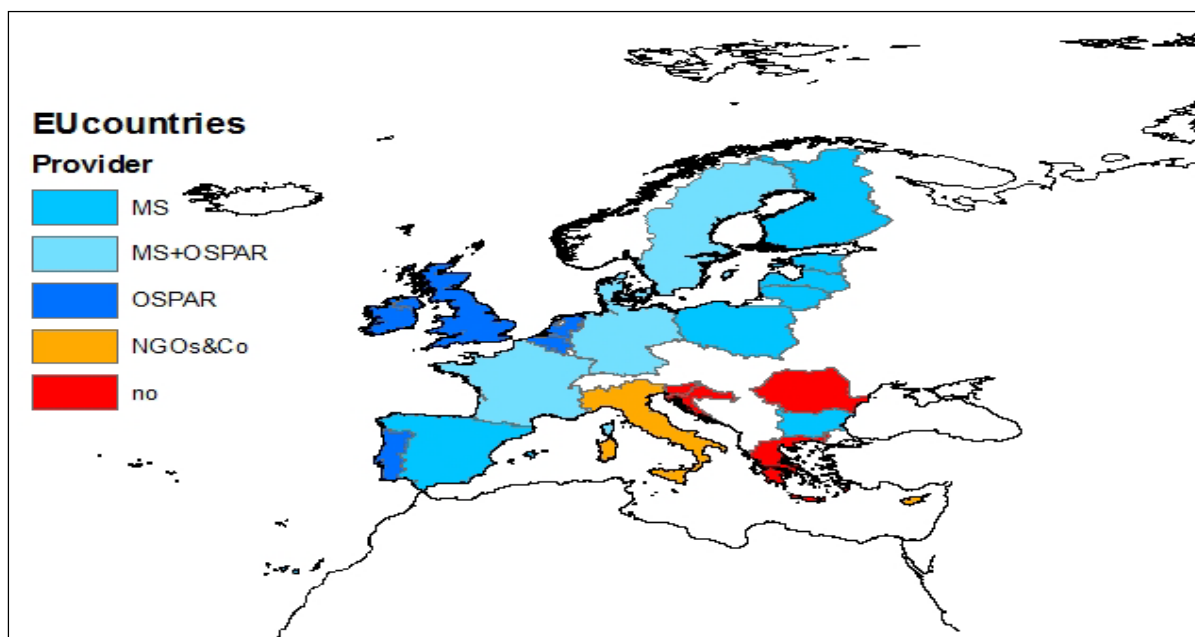 EUcountries
Provider
MS
MS+OSPAR
OSPAR
NGOs&Co
no